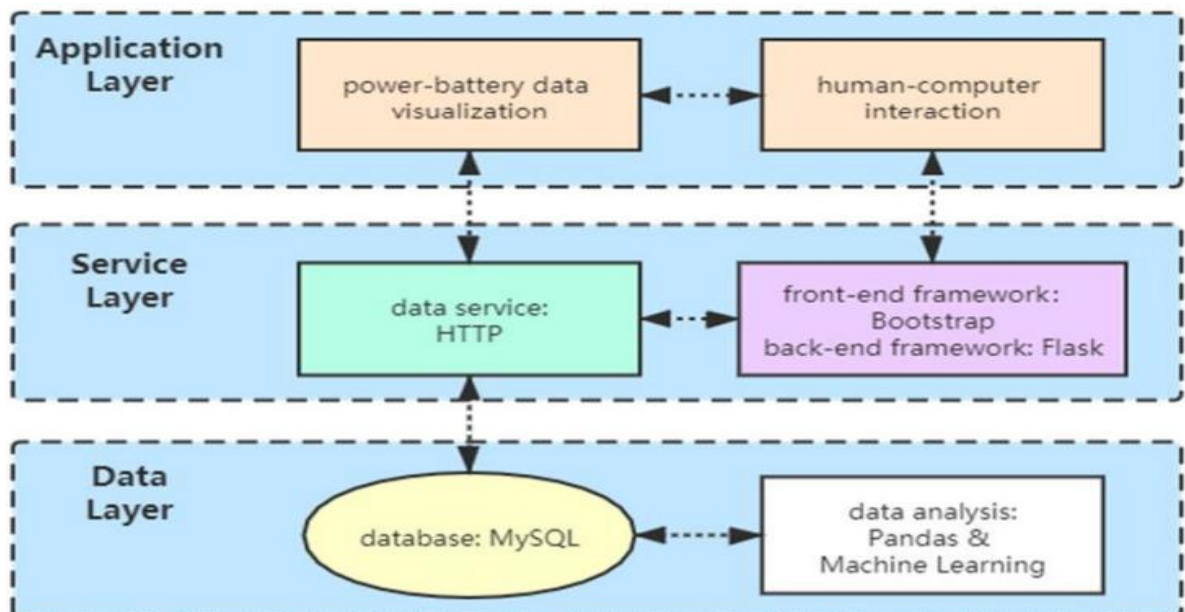 Application
Layer
power-battery data
visualization
human-computer
interaction
Service
Layer
data service:
HTTP
front-end framework:
Bootstrap
back-end framework: Flask
Data
Layer
database: MySQL
data analysis:
Pandas &
Machine Learning